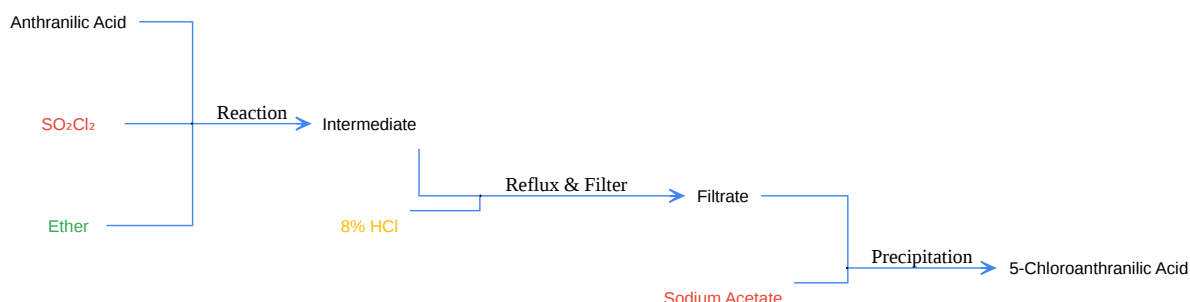 Anthranilic Acid
SO₂Cl₂
Ether
Reaction
Intermediate
8% HCl
Reflux & Filter
Filtrate
Sodium Acetate
Precipitation
5-Chloroanthranilic Acid